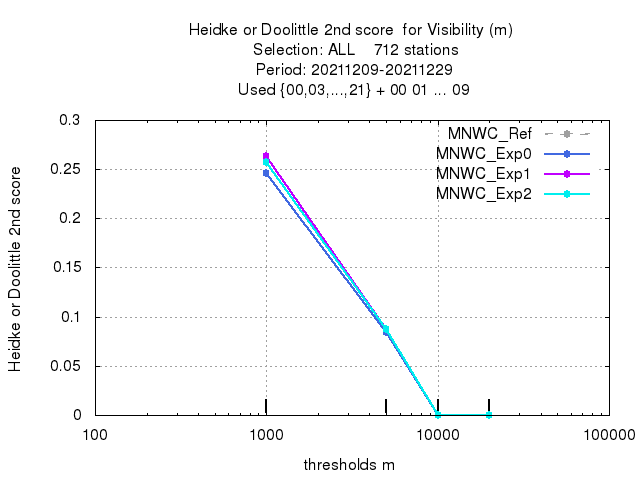 Heidke or Doolittle 2nd score  for Visibility (m)
Selection: ALL    712 stations
Period: 20211209-20211229
Used {00,03,...,21} + 00 01 ... 09
MNWC_Ref
MNWC_Exp0
MNWC_Exp1
MNWC_Exp2
Heidke or Doolittle 2nd score
0.3
0.25
0.2
0.15
0.1
0.05
0
100 1000 10000 100000
thresholds m